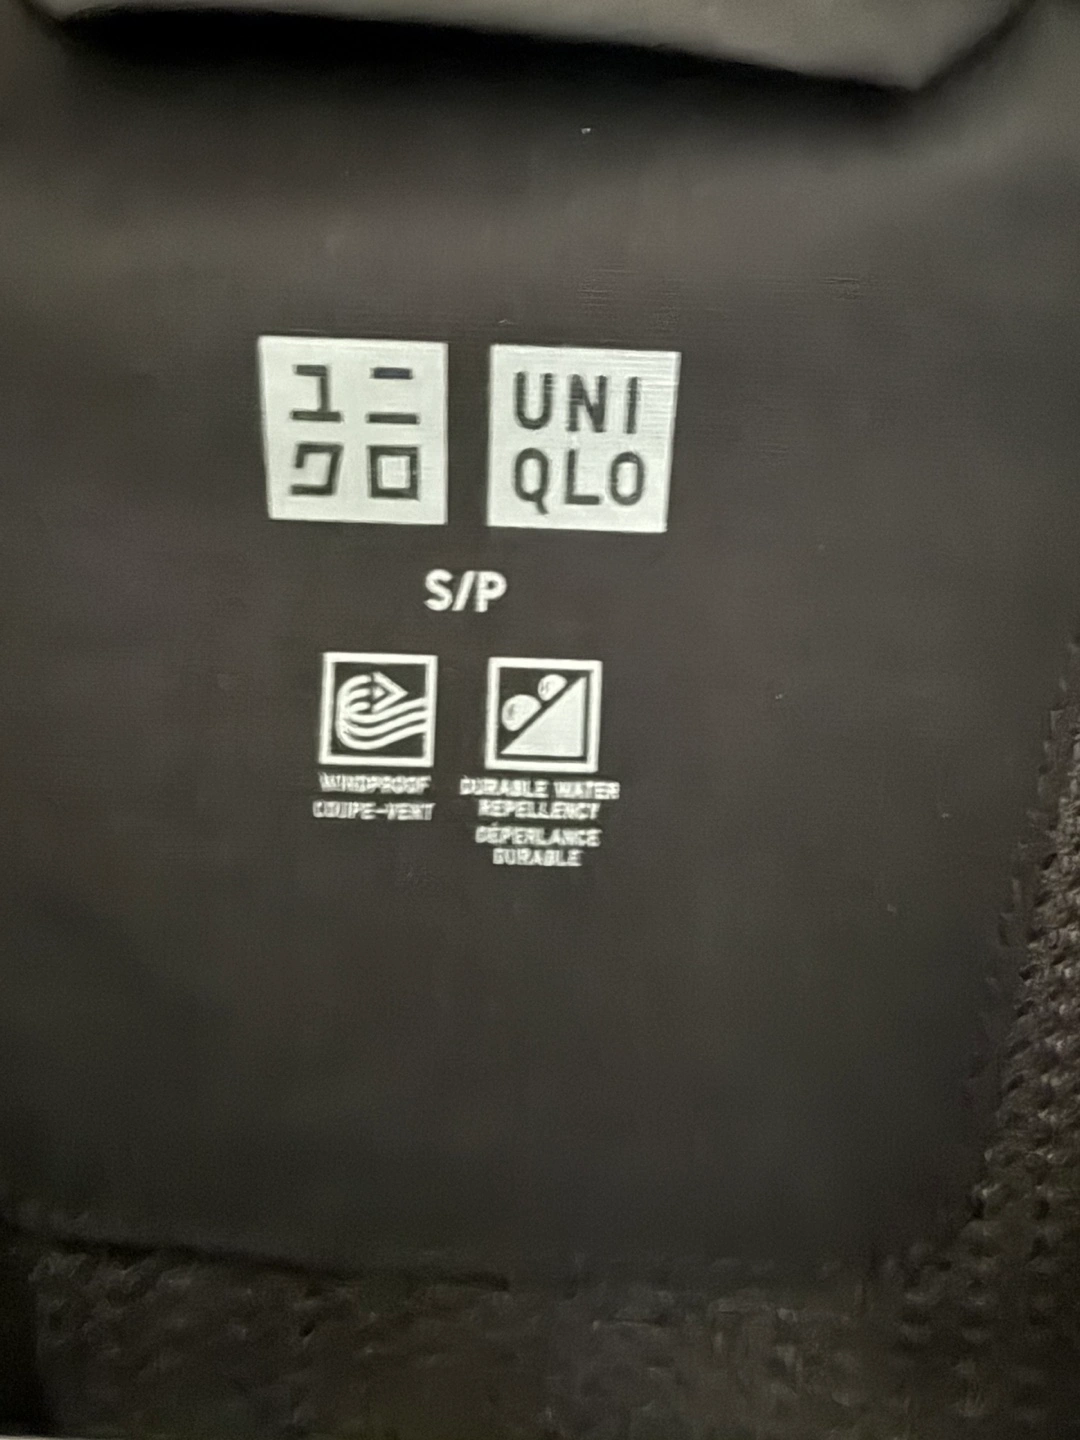 ユニ
クロ
UNI
QLO
S/P
WINDPROOF
COUPE-VENT
DURABLE WATER
REPELLENCY
DÉPERLANCE
DURABLE